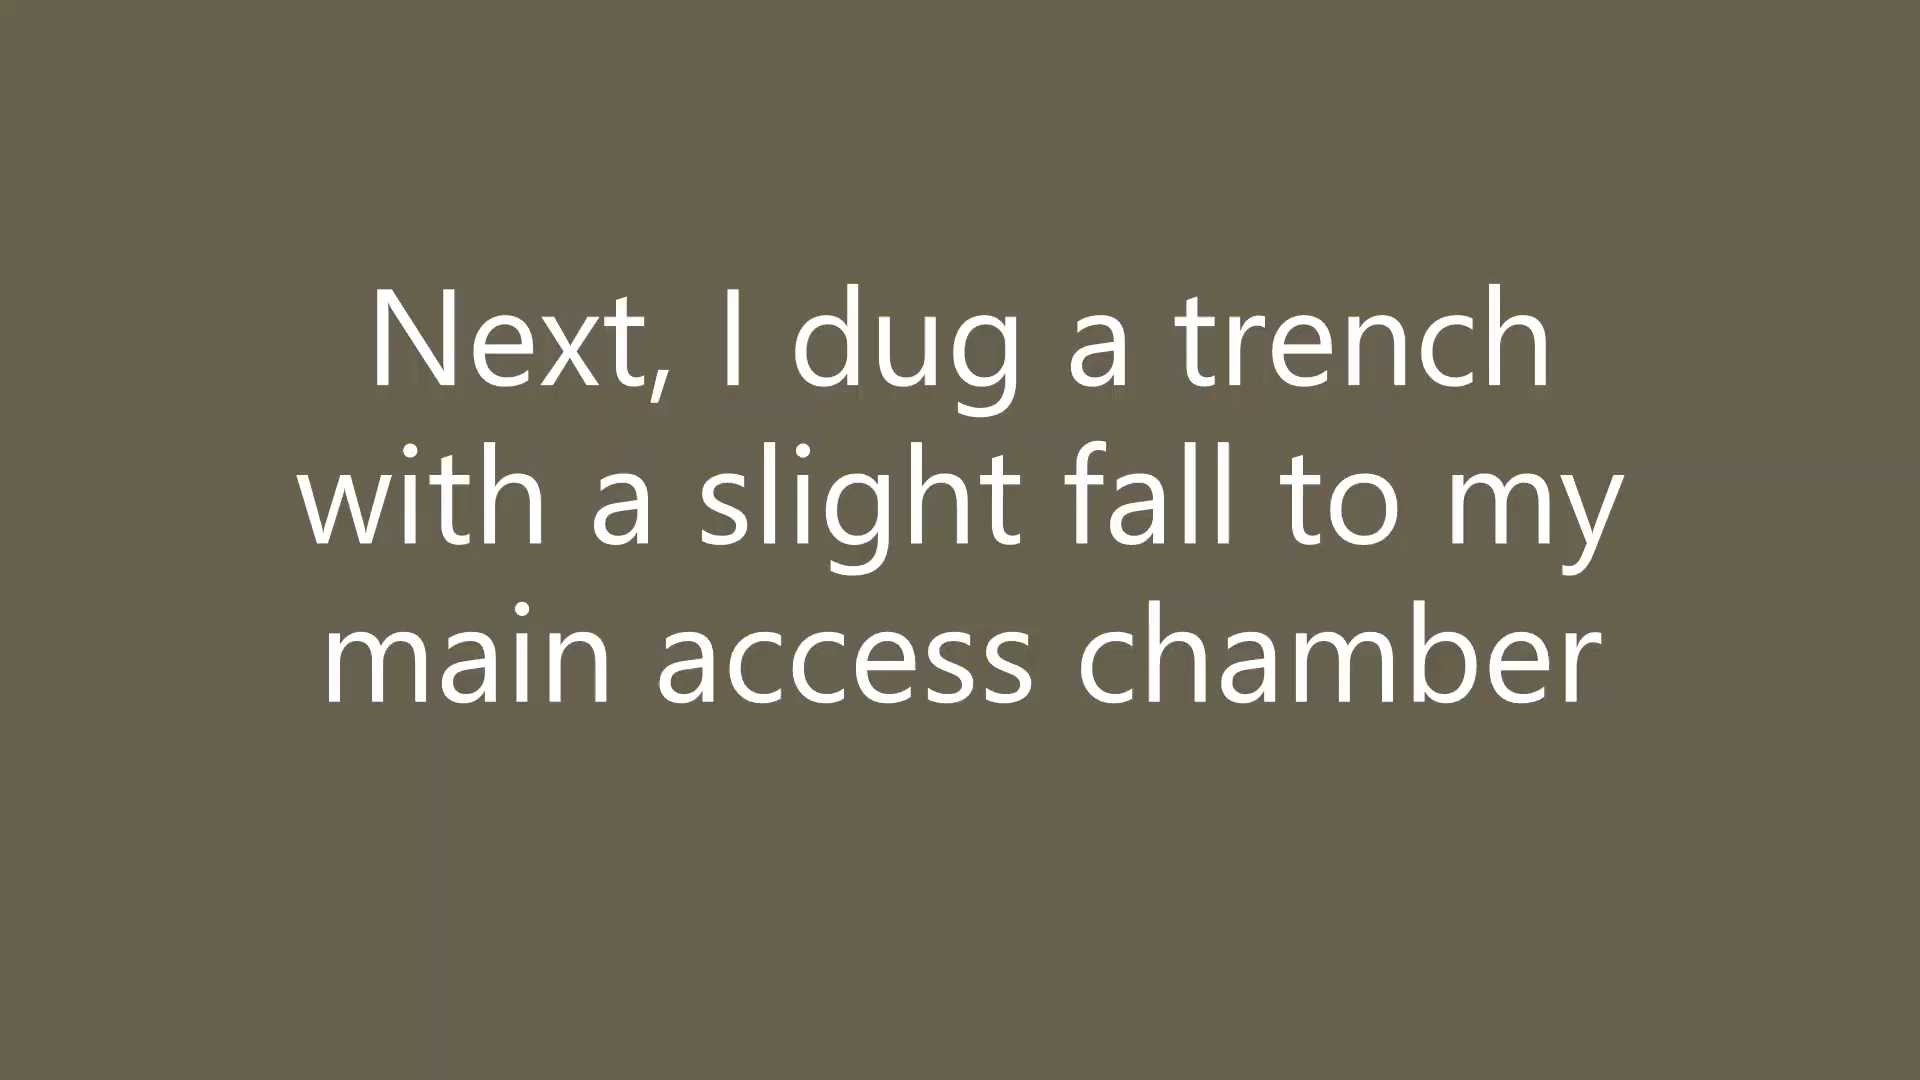 Next, I dug a trench
with a slight fall to my
main access chamber